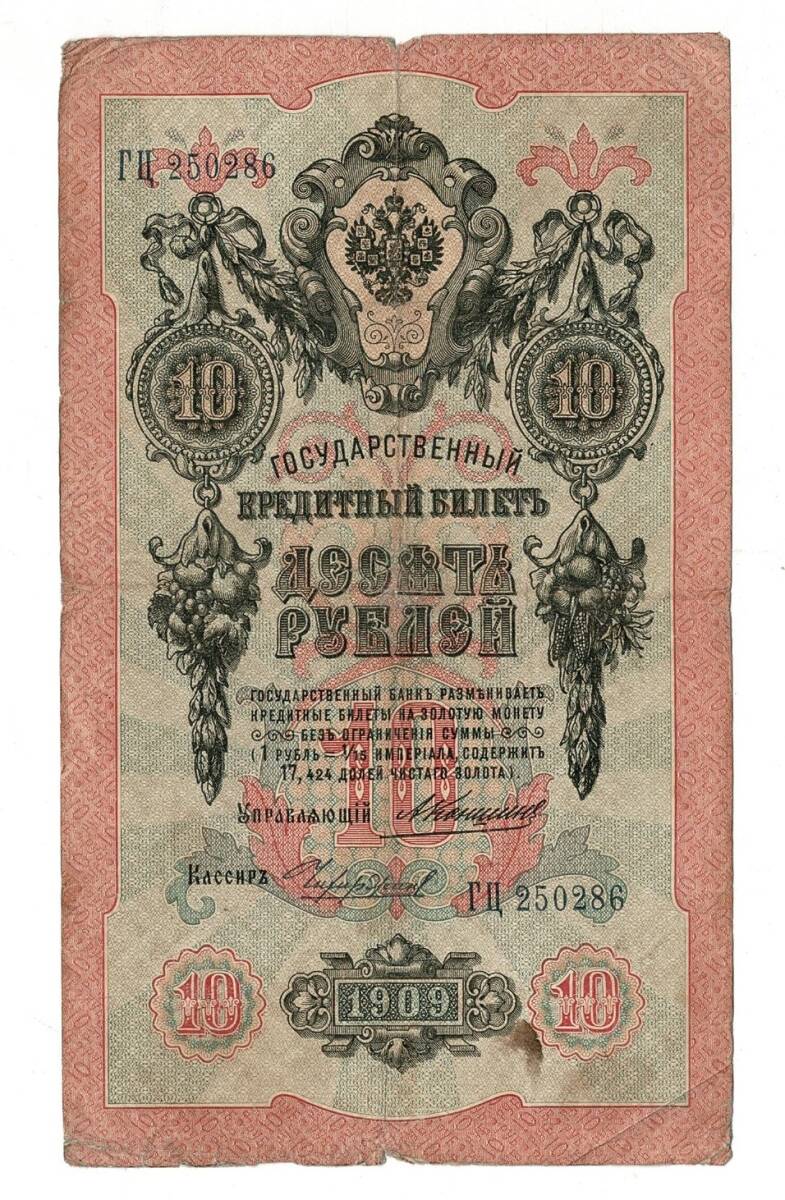 ГЦ 250286
10 10
ГОСУДАРСТВЕННЫЙ
КРЕДИТНЫЙ БИЛЕТЪ
ДЕСЯТЬ
РУБЛЕЙ
ГОСУДАРСТВЕННЫЙ БАНКЪ РАЗМѢНИВАЕТЪ
КРЕДИТНЫЕ БИЛЕТЫ НА ЗОЛОТУЮ МОНЕТУ
БЕЗЪ ОГРАНИЧЕНІЯ СУММЫ
(1 РУБЛЬ = 1/15 ИМПЕРІАЛА, СОДЕРЖИТЪ
17,424 ДОЛЕЙ ЧИСТАГО ЗОЛОТА).
10
УПРАВЛЯЮЩІЙ АКоншинъ
КАССИРЪ
ГЦ 250286
10 1909 10